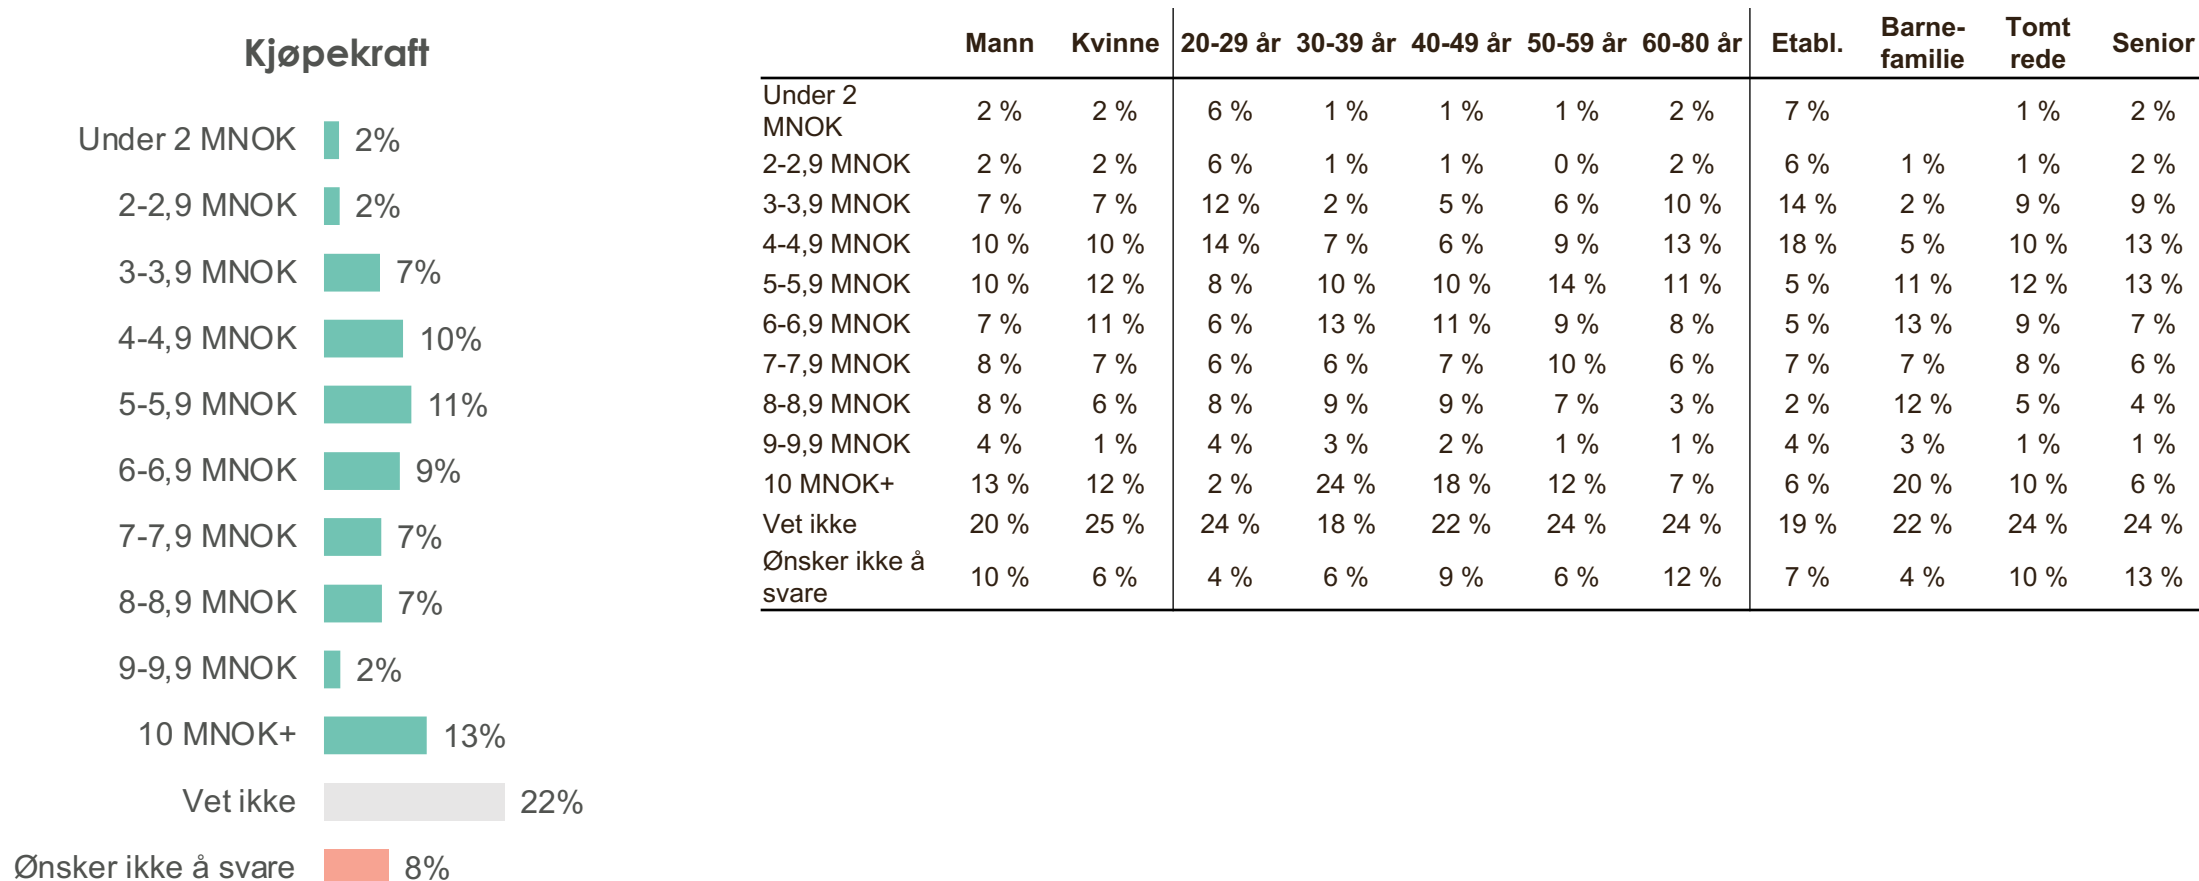 Kjøpekraft
Under 2 MNOK 2%
2-2,9 MNOK 2%
3-3,9 MNOK 7%
4-4,9 MNOK 10%
5-5,9 MNOK 11%
6-6,9 MNOK 9%
7-7,9 MNOK 7%
8-8,9 MNOK 7%
9-9,9 MNOK 2%
10 MNOK+ 13%
Vet ikke 22%
Ønsker ikke å svare 8%
Mann Kvinne 20-29 år 30-39 år 40-49 år 50-59 år 60-80 år Etabl. Barne- Tomt Senior
familie rede
Under 2
MNOK 2 % 2 % 6 % 1 % 1 % 1 % 2 % 7 % 1 % 2 %
2-2,9 MNOK 2 % 2 % 6 % 1 % 1 % 0 % 2 % 6 % 1 % 1 % 2 %
3-3,9 MNOK 7 % 7 % 12 % 2 % 5 % 6 % 10 % 14 % 2 % 9 % 9 %
4-4,9 MNOK 10 % 10 % 14 % 7 % 6 % 9 % 13 % 18 % 5 % 10 % 13 %
5-5,9 MNOK 10 % 12 % 8 % 10 % 10 % 14 % 11 % 5 % 11 % 12 % 13 %
6-6,9 MNOK 7 % 11 % 6 % 13 % 11 % 9 % 8 % 5 % 13 % 9 % 7 %
7-7,9 MNOK 8 % 7 % 6 % 6 % 7 % 10 % 6 % 7 % 7 % 8 % 6 %
8-8,9 MNOK 8 % 6 % 8 % 9 % 9 % 7 % 3 % 2 % 12 % 5 % 4 %
9-9,9 MNOK 4 % 1 % 4 % 3 % 2 % 1 % 1 % 4 % 3 % 1 % 1 %
10 MNOK+ 13 % 12 % 2 % 24 % 18 % 12 % 7 % 6 % 20 % 10 % 6 %
Vet ikke 20 % 25 % 24 % 18 % 22 % 24 % 24 % 19 % 22 % 24 % 24 %
Ønsker ikke å
svare 10 % 6 % 4 % 6 % 9 % 6 % 12 % 7 % 4 % 10 % 13 %